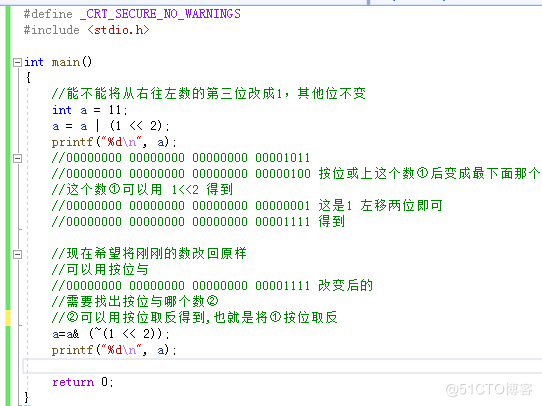 #define _CRT_SECURE_NO_WARNINGS
#include <stdio.h>
int main()
{
//能不能将从右往左数的第三位改成1，其他位不变
int a = 11;
a = a | (1 << 2);
printf("%d\n", a);
//00000000 00000000 00000000 00001011
//00000000 00000000 00000000 00000100 按位或上这个数①后变成最下面那个
//这个数①可以用 1<<2 得到
//00000000 00000000 00000000 00000001 这是1 左移两位即可
//00000000 00000000 00000000 00001111 得到
//现在希望将刚刚的数改回原样
//可以用按位与
//00000000 00000000 00000000 00001111 改变后的
//需要找出按位与哪个数②
//②可以用按位取反得到,也就是将①按位取反
a=a& (~(1 << 2));
printf("%d\n", a);
return 0;
}
@51CTO博客